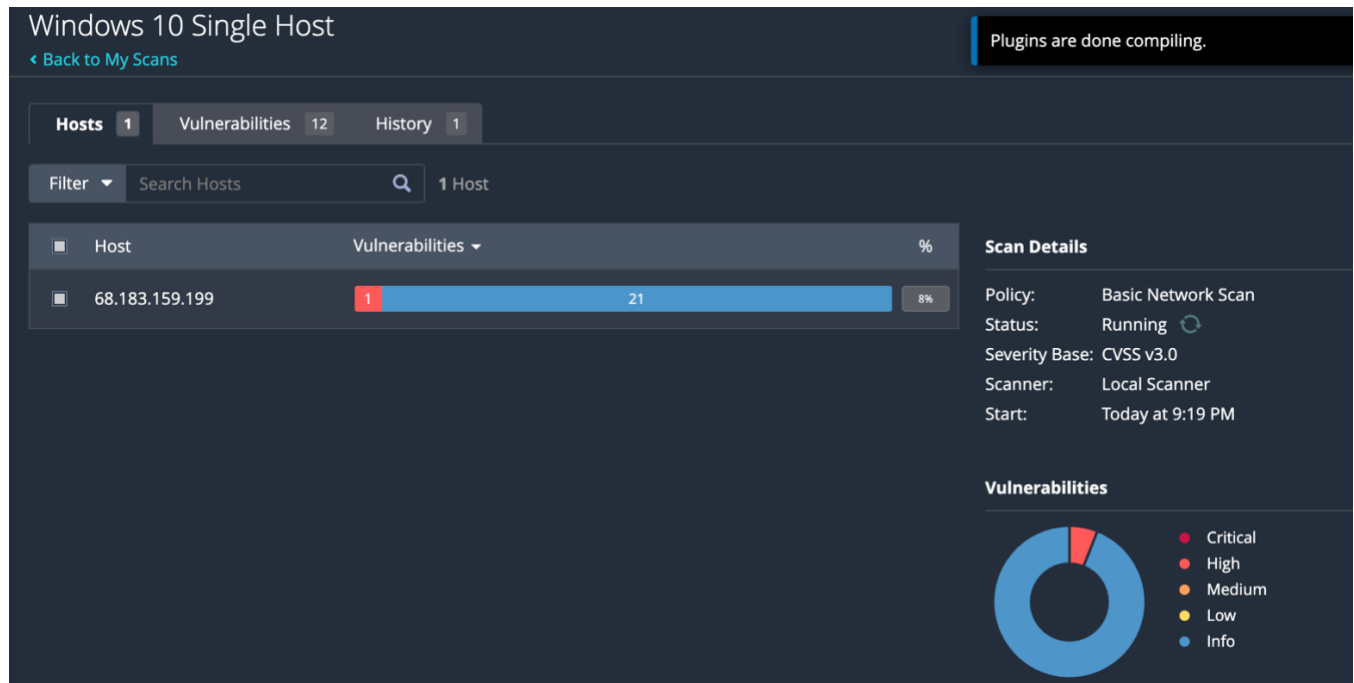 Windows 10 Single Host
Back to My Scans
Plugins are done compiling.
Hosts 1 Vulnerabilities 12 History 1
Filter Search Hosts 1 Host
Host Vulnerabilities %
68.183.159.199 1 21 8%
Scan Details
Policy: Basic Network Scan
Status: Running
Severity Base: CVSS v3.0
Scanner: Local Scanner
Start: Today at 9:19 PM
Vulnerabilities
Critical
High
Medium
Low
Info